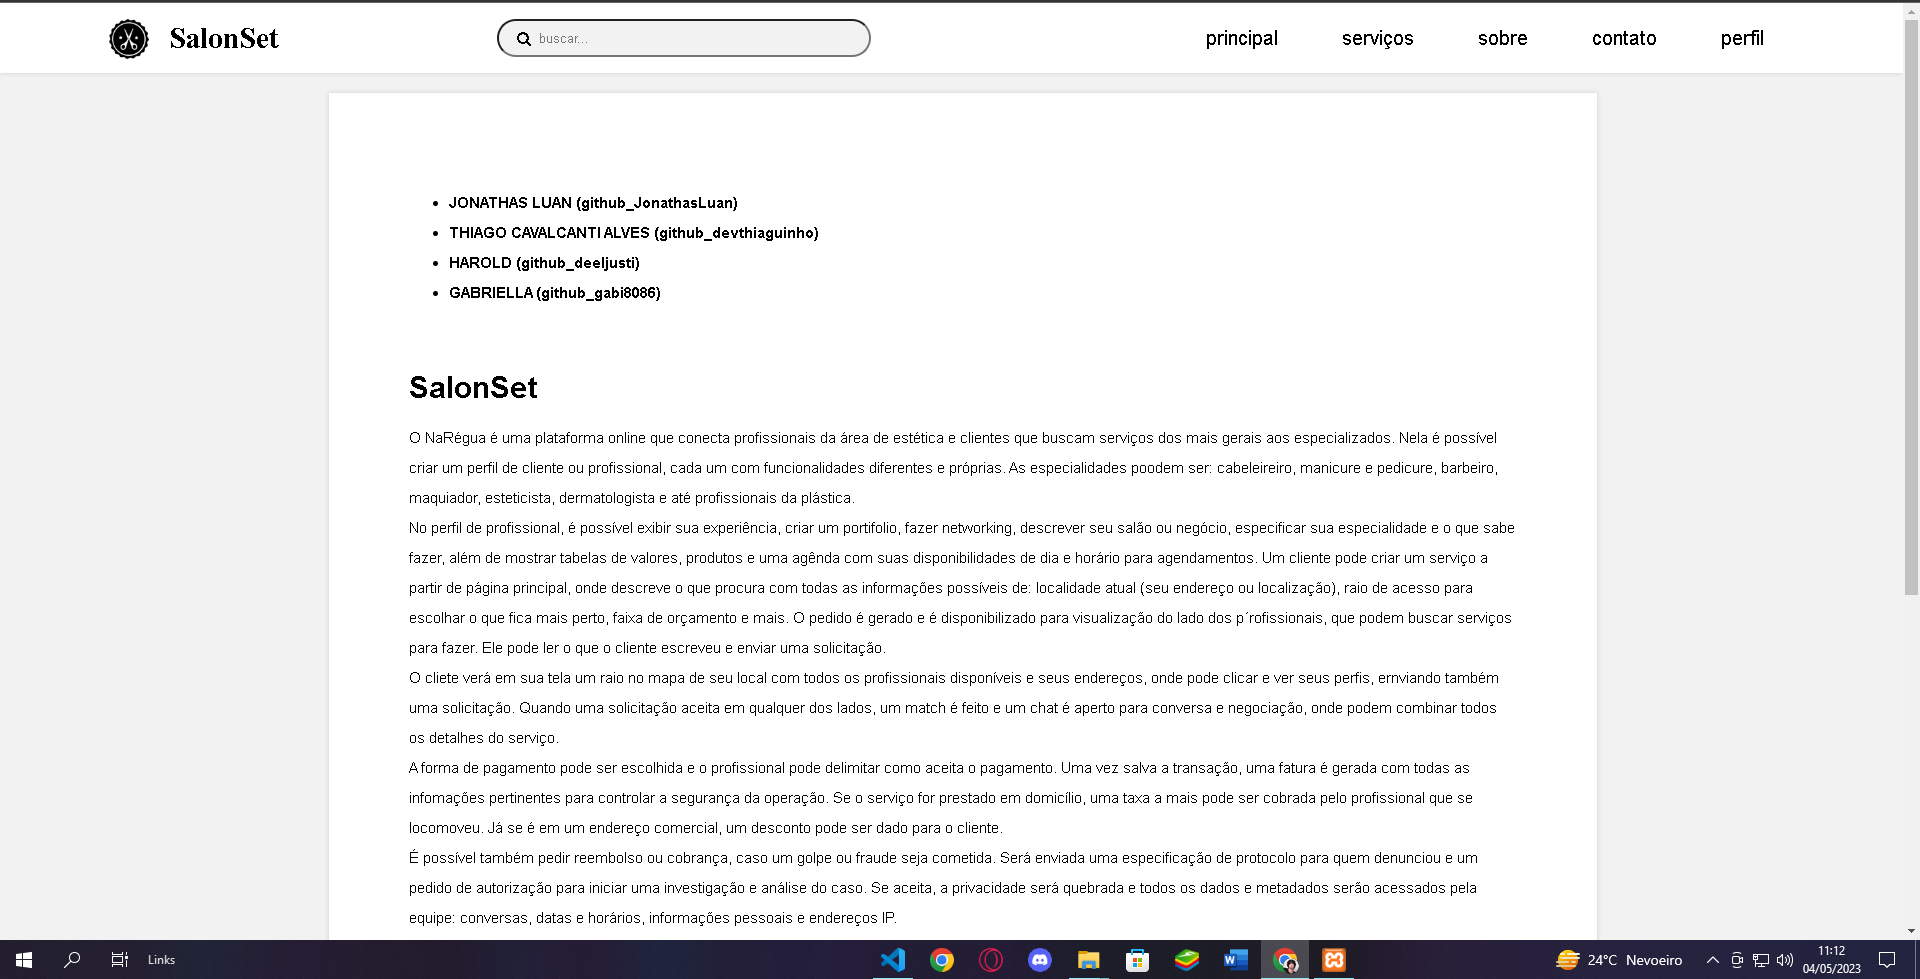 SalonSet
buscar...
principal
serviços
sobre
contato
perfil
JONATHAS LUAN (github_JonathasLuan)
THIAGO CAVALCANTI ALVES (github_devthiaguinho)
HAROLD (github_deeljusti)
GABRIELLA (github_gabi8086)
SalonSet
O NaRégua é uma plataforma online que conecta profissionais da área de estética e clientes que buscam serviços dos mais gerais aos especializados. Nela é possível
criar um perfil de cliente ou profissional, cada um com funcionalidades diferentes e próprias. As especialidades poodem ser: cabeleireiro, manicure e pedicure, barbeiro,
maquiador, esteticista, dermatologista e até profissionais da plástica.
No perfil de profissional, é possível exibir sua experiência, criar um portifolio, fazer networking, descrever seu salão ou negócio, especificar sua especialidade e o que sabe
fazer, além de mostrar tabelas de valores, produtos e uma agênda com suas disponibilidades de dia e horário para agendamentos. Um cliente pode criar um serviço a
partir de página principal, onde descreve o que procura com todas as informações possíveis de: localidade atual (seu endereço ou localização), raio de acesso para
escolhar o que fica mais perto, faixa de orçamento e mais. O pedido é gerado e é disponibilizado para visualização do lado dos p´rofissionais, que podem buscar serviços
para fazer. Ele pode ler o que o cliente escreveu e enviar uma solicitação.
O cliete verá em sua tela um raio no mapa de seu local com todos os profissionais disponíveis e seus endereços, onde pode clicar e ver seus perfis, ernviando também
uma solicitação. Quando uma solicitação aceita em qualquer dos lados, um match é feito e um chat é aperto para conversa e negociação, onde podem combinar todos
os detalhes do serviço.
A forma de pagamento pode ser escolhida e o profissional pode delimitar como aceita o pagamento. Uma vez salva a transação, uma fatura é gerada com todas as
infomações pertinentes para controlar a segurança da operação. Se o serviço for prestado em domicílio, uma taxa a mais pode ser cobrada pelo profissional que se
locomoveu. Já se é em um endereço comercial, um desconto pode ser dado para o cliente.
É possível também pedir reembolso ou cobrança, caso um golpe ou fraude seja cometida. Será enviada uma especificação de protocolo para quem denunciou e um
pedido de autorização para iniciar uma investigação e análise do caso. Se aceita, a privacidade será quebrada e todos os dados e metadados serão acessados pela
equipe: conversas, datas e horários, informações pessoais e endereços IP.
Links
24°C Nevoeiro
11:12
04/05/2023